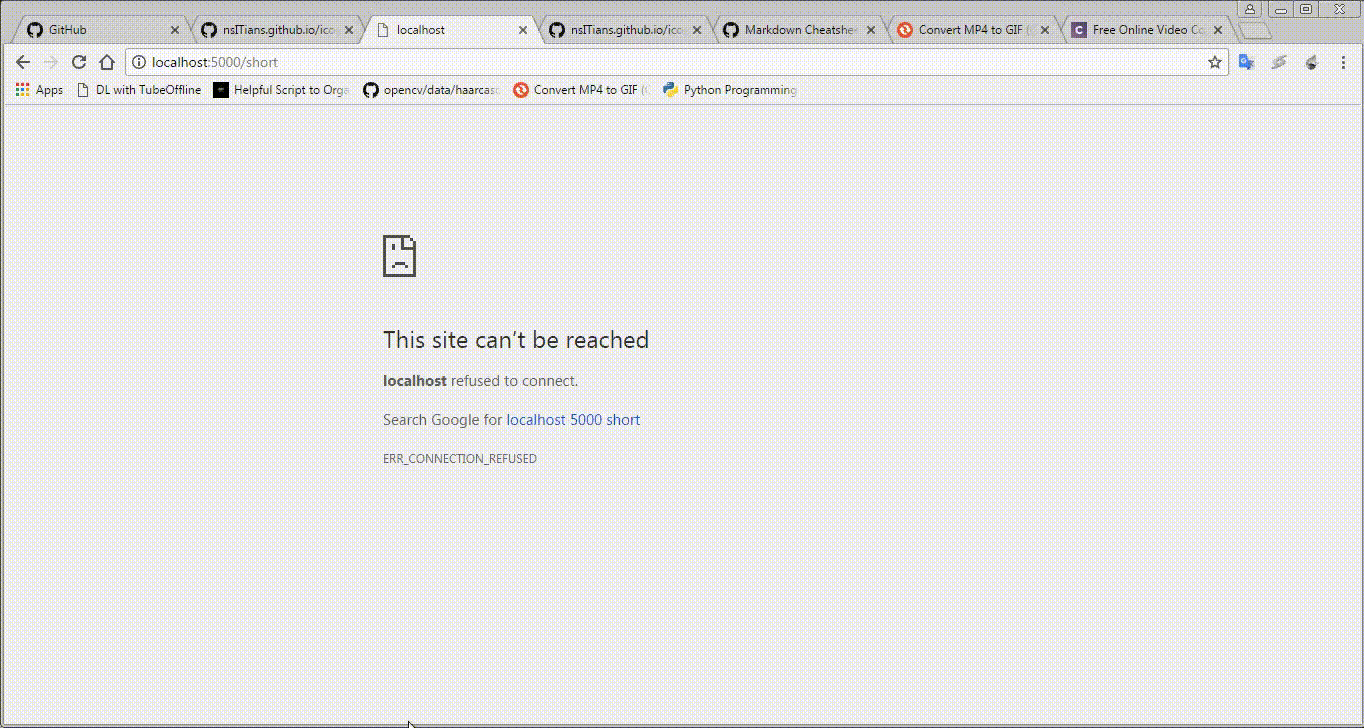 GitHub
nsITians.github.io/ico
localhost
nsITians.github.io/ico
Markdown Cheatshe
Convert MP4 to GIF (
Free Online Video Co
localhost:5000/short
Apps
DL with TubeOffline
Helpful Script to Orga
opencv/data/haarcas
Convert MP4 to GIF (
Python Programming
This site can't be reached
localhost refused to connect.
Search Google for localhost 5000 short
ERR_CONNECTION_REFUSED